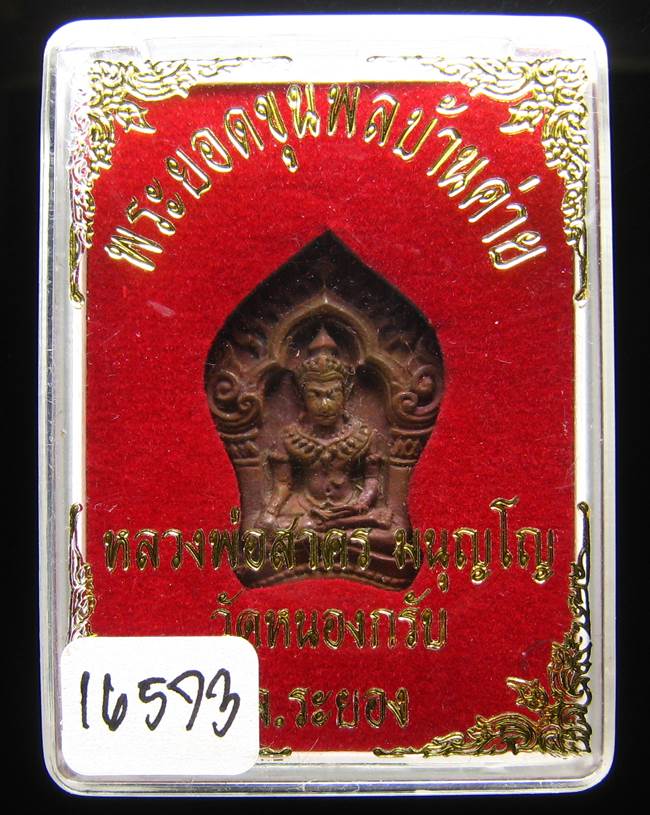 พระยอดขุนพลบ้านค่าย
หลวงพ่อสาคร มนุญโญ
วัดหนองกรับ
จ.ระยอง
16573